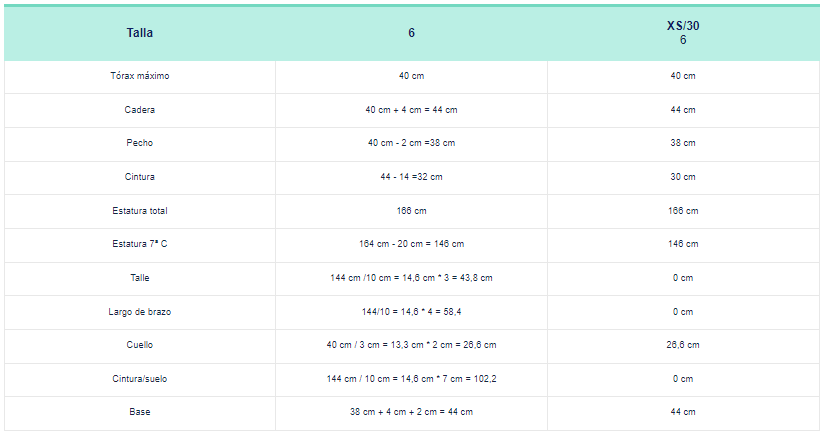 Talla 6 XS/30
6
Tórax máximo 40 cm 40 cm
Cadera 40 cm + 4 cm = 44 cm 44 cm
Pecho 40 cm - 2 cm =38 cm 38 cm
Cintura 44 - 14 =32 cm 30 cm
Estatura total 166 cm 166 cm
Estatura 7ª C 164 cm - 20 cm = 146 cm 146 cm
Talle 144 cm /10 cm = 14,6 cm * 3 = 43,8 cm 0 cm
Largo de brazo 144/10 = 14,6 * 4 = 58,4 0 cm
Cuello 40 cm / 3 cm = 13,3 cm * 2 cm = 26,6 cm 26,6 cm
Cintura/suelo 144 cm / 10 cm = 14,6 cm * 7 cm = 102,2 0 cm
Base 38 cm + 4 cm + 2 cm = 44 cm 44 cm